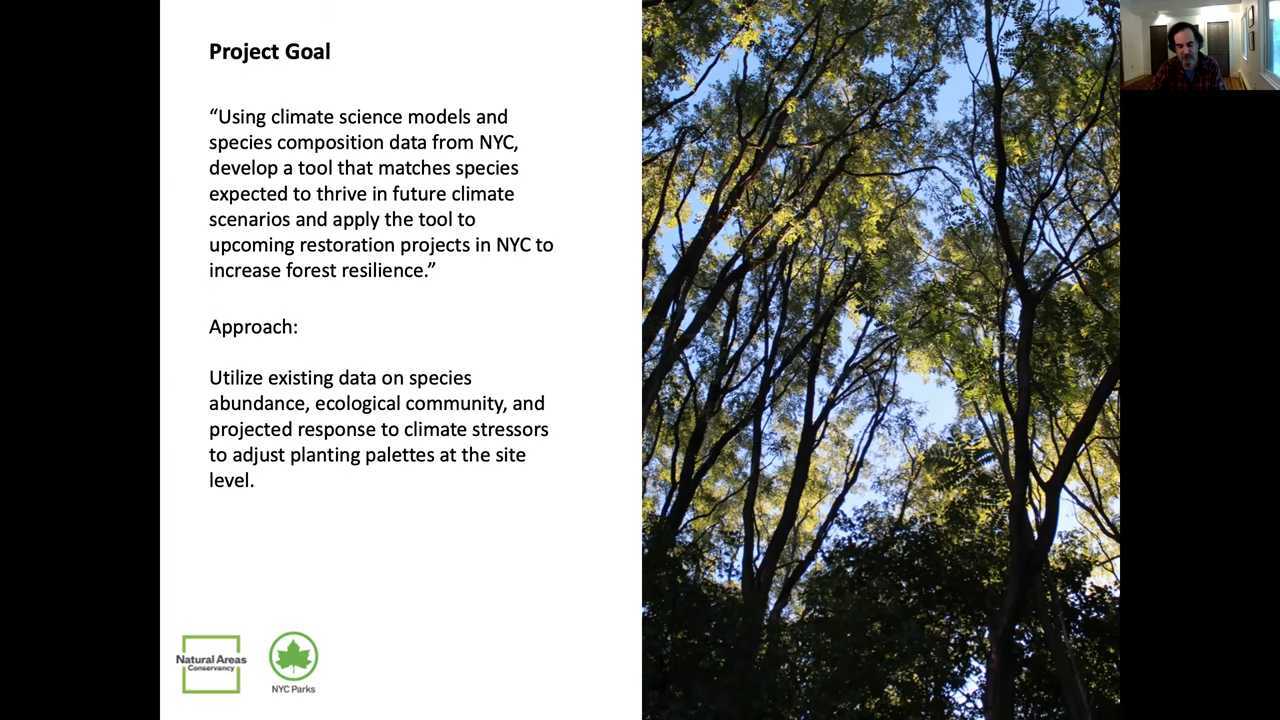 Project Goal
“Using climate science models and
species composition data from NYC,
develop a tool that matches species
expected to thrive in future climate
scenarios and apply the tool to
upcoming restoration projects in NYC to
increase forest resilience.”
Approach:
Utilize existing data on species
abundance, ecological community, and
projected response to climate stressors
to adjust planting palettes at the site
level.
Natural Areas
Conservancy
NYC Parks